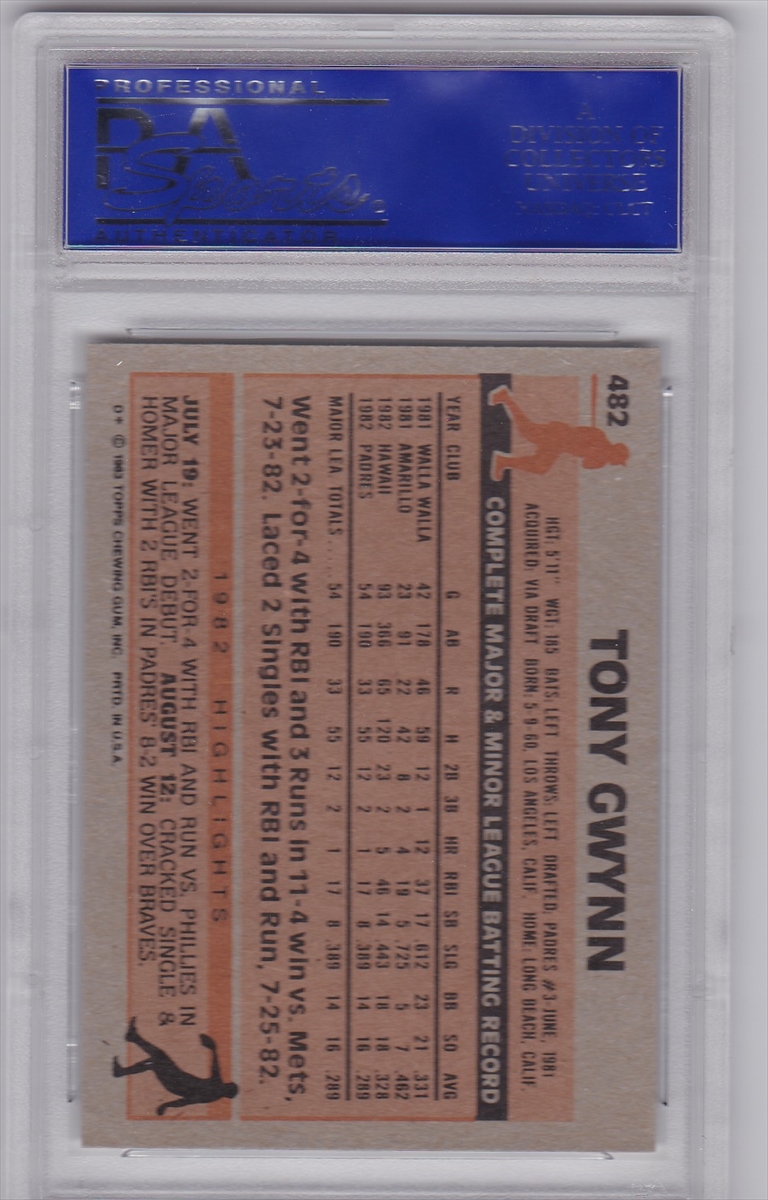 PROFESSIONAL
PSA
Sports
AUTHENTICATOR
A
DIVISION OF
COLLECTORS
UNIVERSE
482
TONY GWYNN
HGT: 5'11" WGT: 185 BATS: LEFT THROWS: LEFT DRAFTED: PADRES #3-JUNE, 1981
ACQUIRED: VIA DRAFT BORN: 5-9-60, LOS ANGELES, CALIF. HOME: LONG BEACH, CALIF.
COMPLETE MAJOR & MINOR LEAGUE BATTING RECORD
YEAR CLUB G AB R H 2B 3B HR RBI SB SLG BB SO AVG
1981 WALLA WALLA 42 178 46 59 12 1 12 37 17 .612 23 21 .331
1981 AMARILLO 23 91 22 42 8 2 4 19 5 .725 5 7 .462
1982 HAWAII 93 366 65 120 23 2 5 46 14 .443 18 18 .328
1982 PADRES 54 190 33 55 12 2 1 17 8 .389 14 16 .289
MAJOR LEA. TOTALS . . . 54 190 33 55 12 2 1 17 8 .389 14 16 .289
Went 2-for-4 with RBI and 3 Runs in 11-4 win vs. Mets,
7-23-82. Laced 2 Singles with RBI and Run, 7-25-82.
1982 HIGHLIGHTS
JULY 19: WENT 2-FOR-4 WITH RBI AND RUN VS. PHILLIES IN
MAJOR LEAGUE DEBUT. AUGUST 12: CRACKED SINGLE &
HOMER WITH 2 RBI'S IN PADRES' 8-2 WIN OVER BRAVES.
D* © 1983 TOPPS CHEWING GUM, INC. PRTD. IN U.S.A.